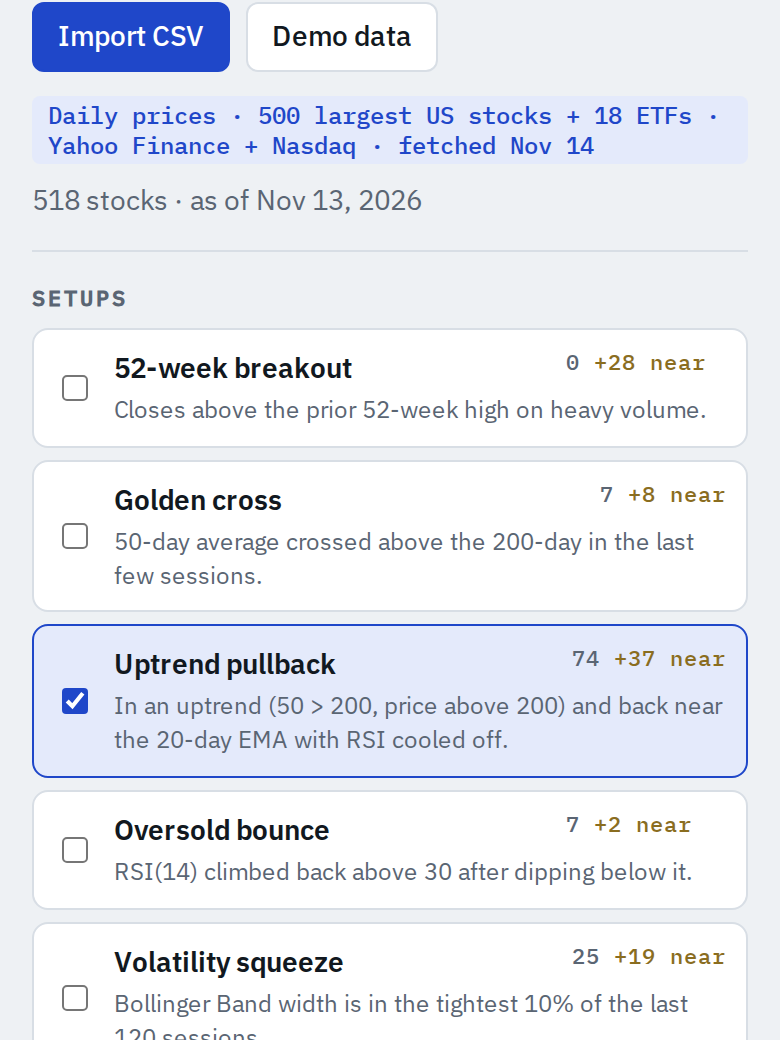 Import CSV
Demo data
Daily prices · 500 largest US stocks + 18 ETFs ·
Yahoo Finance + Nasdaq · fetched Nov 14
518 stocks · as of Nov 13, 2026
SETUPS
52-week breakout
0 +28 near
Closes above the prior 52-week high on heavy volume.
Golden cross
7 +8 near
50-day average crossed above the 200-day in the last
few sessions.
Uptrend pullback
74 +37 near
In an uptrend (50 > 200, price above 200) and back near
the 20-day EMA with RSI cooled off.
Oversold bounce
7 +2 near
RSI(14) climbed back above 30 after dipping below it.
Volatility squeeze
25 +19 near
Bollinger Band width is in the tightest 10% of the last
120 sessions.